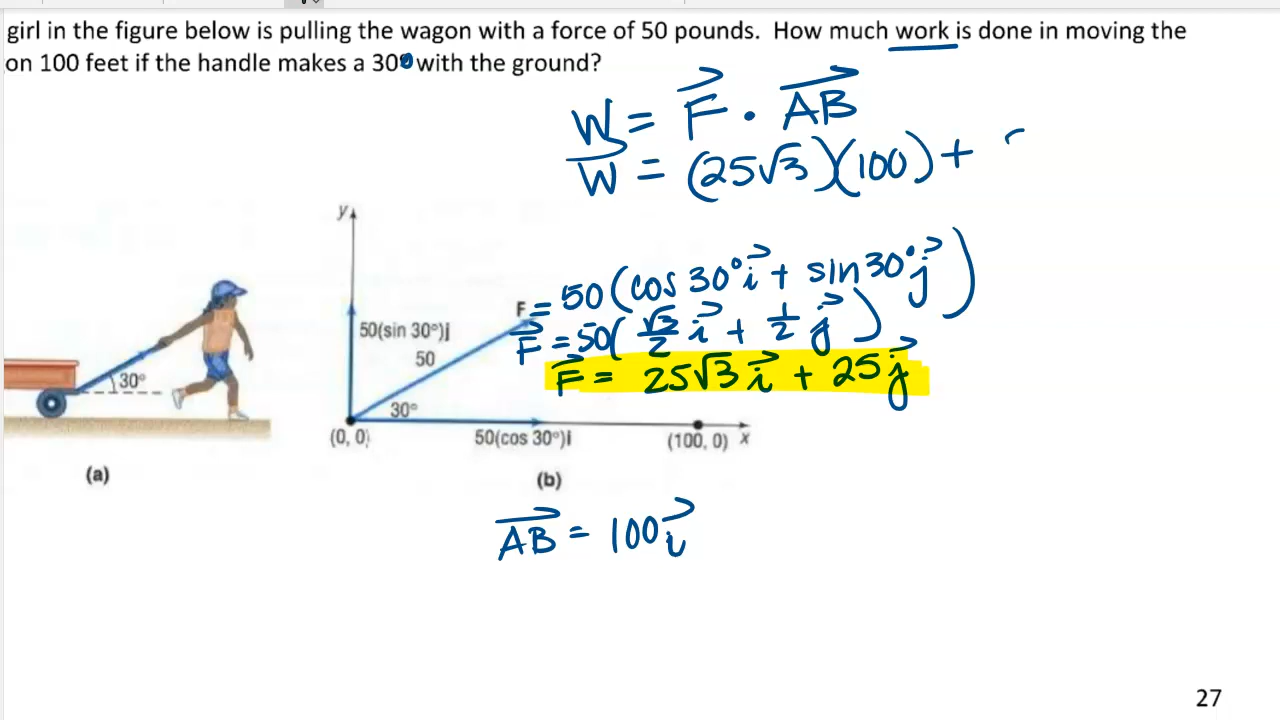 girl in the figure below is pulling the wagon with a force of 50 pounds. How much work is done in moving the
on 100 feet if the handle makes a 30° with the ground?
W = F⃗ · AB⃗
W = (25√3)(100) + (
y
= 50(cos 30° i⃗ + sin 30° j⃗)
F
50(sin 30°)j
F⃗ = 50(√3/2 i⃗ + 1/2 j⃗)
50
F⃗ = 25√3 i⃗ + 25 j⃗
30°
30°
(0, 0)
50(cos 30°)i
(100, 0)
x
(a)
(b)
AB⃗ = 100 i⃗
27